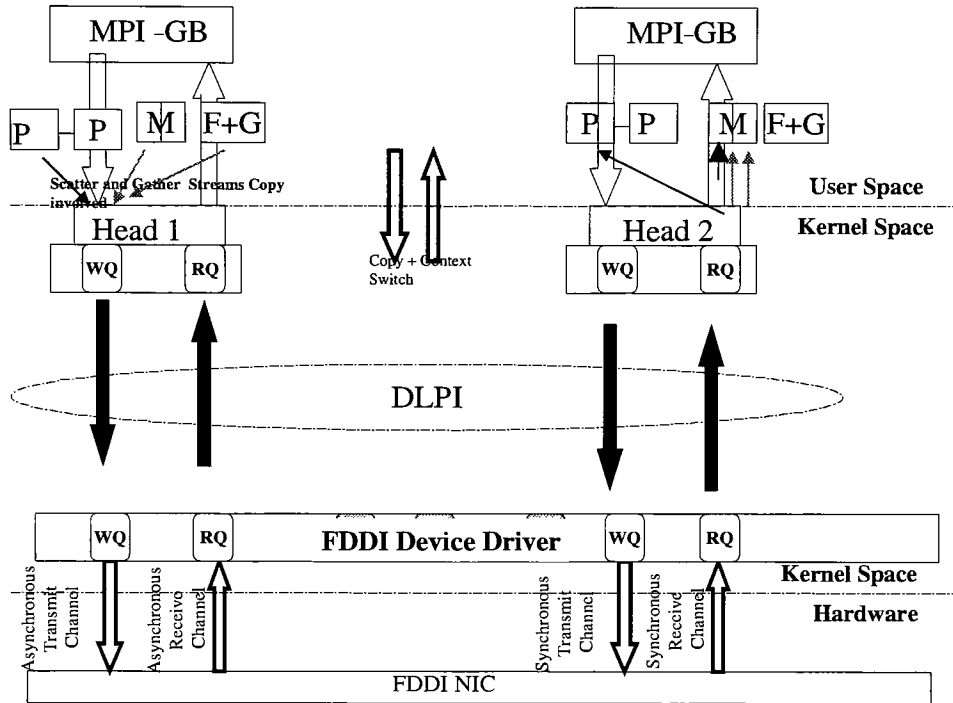 MPI -GB
MPI-GB
P
P
M
F+G
P
P
M
F+G
Scatter and Gather Streams Copy
involved
User Space
Kernel Space
Head 1
Head 2
WQ
RQ
Copy + Context
Switch
WQ
RQ
DLPI
WQ
RQ
FDDI Device Driver
WQ
RQ
Kernel Space
Hardware
Asynchronous
Transmit
Channel
Asynchronous
Receivo
Channel
Synchronous
Transmit
Channcl
Synchronous
Receive
Channel
FDDI NIC